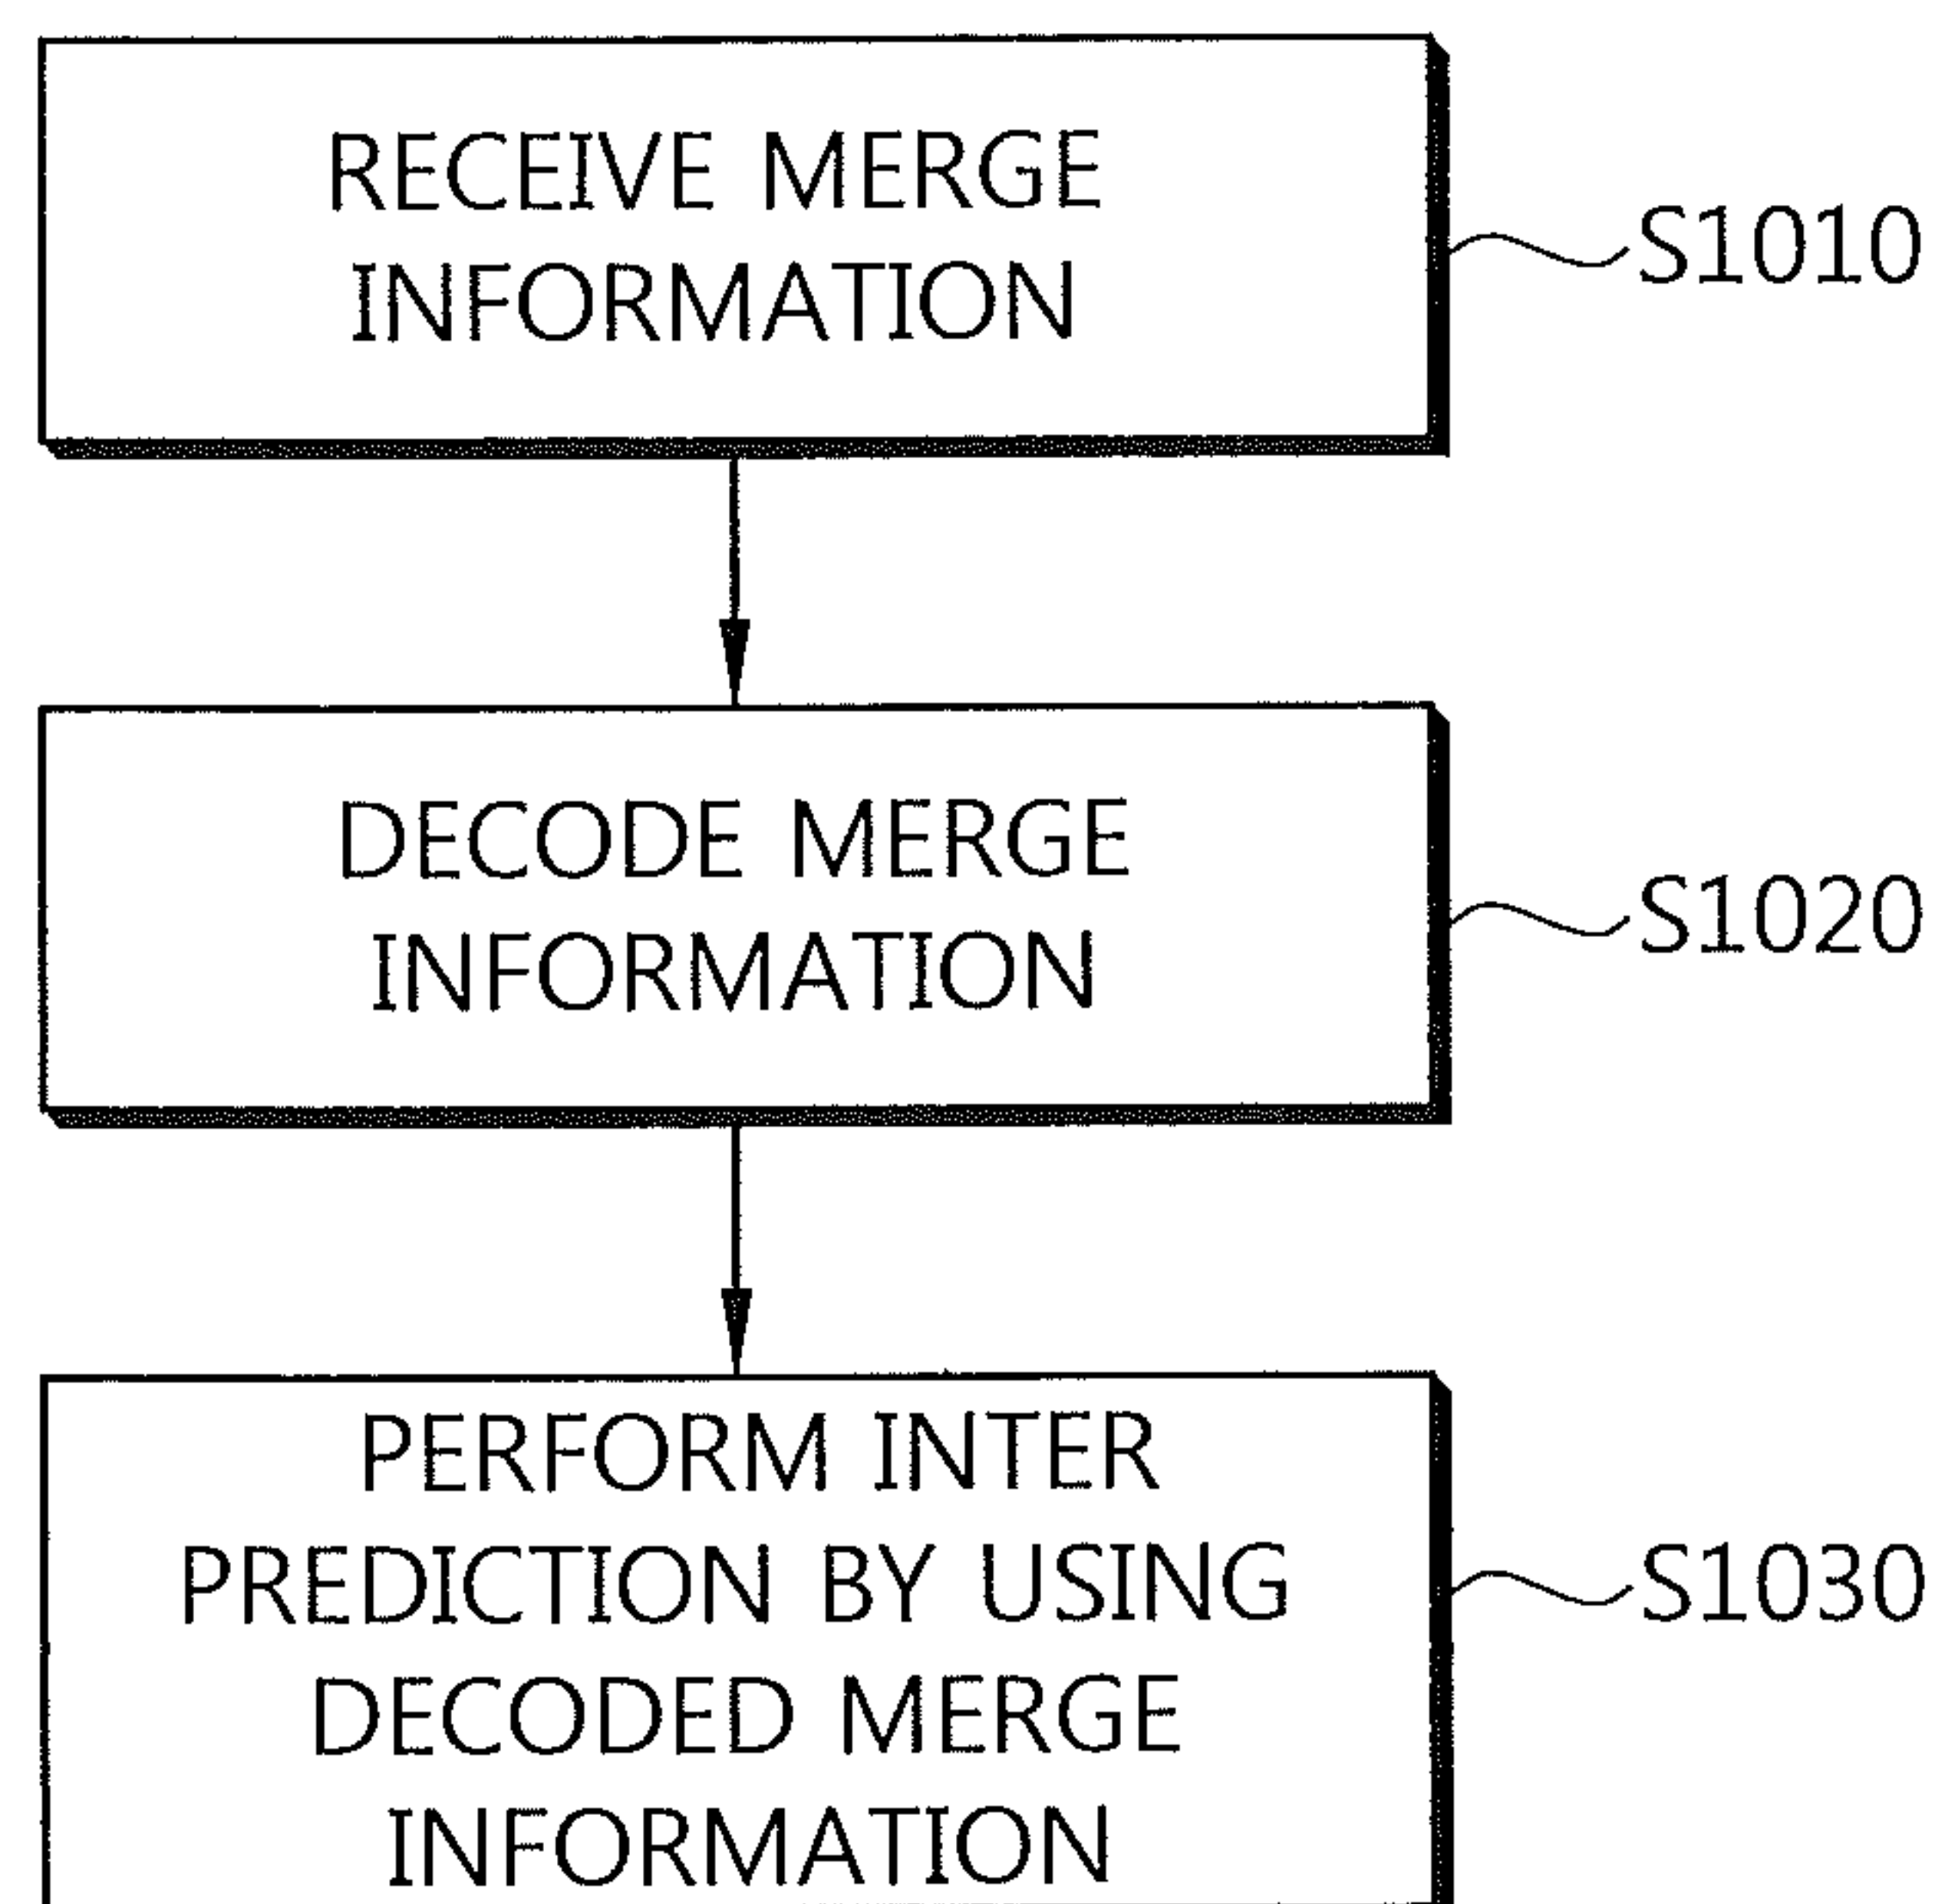 RECEIVE MERGE
INFORMATION
S1010
DECODE MERGE
INFORMATION
S1020
PERFORM INTER
PREDICTION BY USING
DECODED MERGE
INFORMATION
S1030